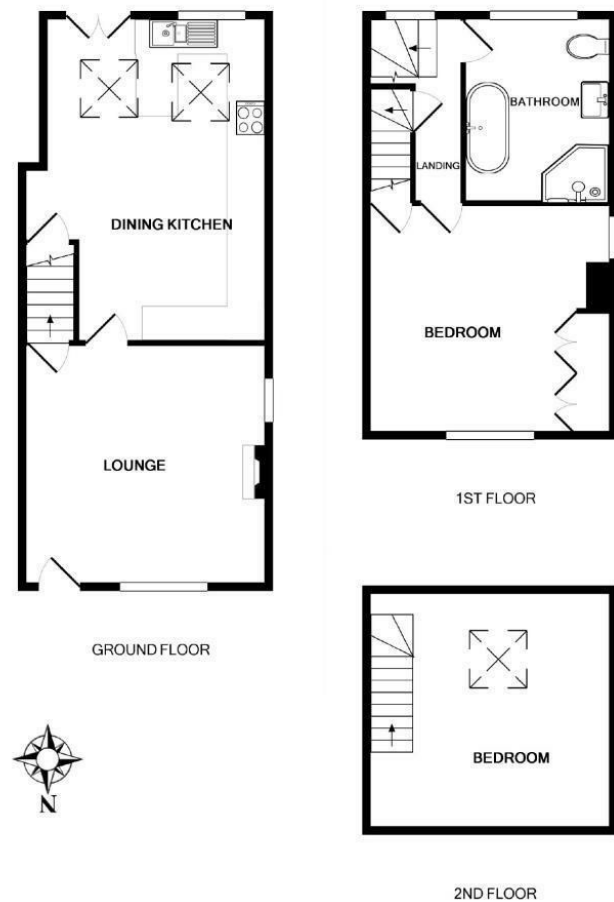 DINING KITCHEN
LOUNGE
GROUND FLOOR
N
BATHROOM
LANDING
BEDROOM
1ST FLOOR
BEDROOM
2ND FLOOR